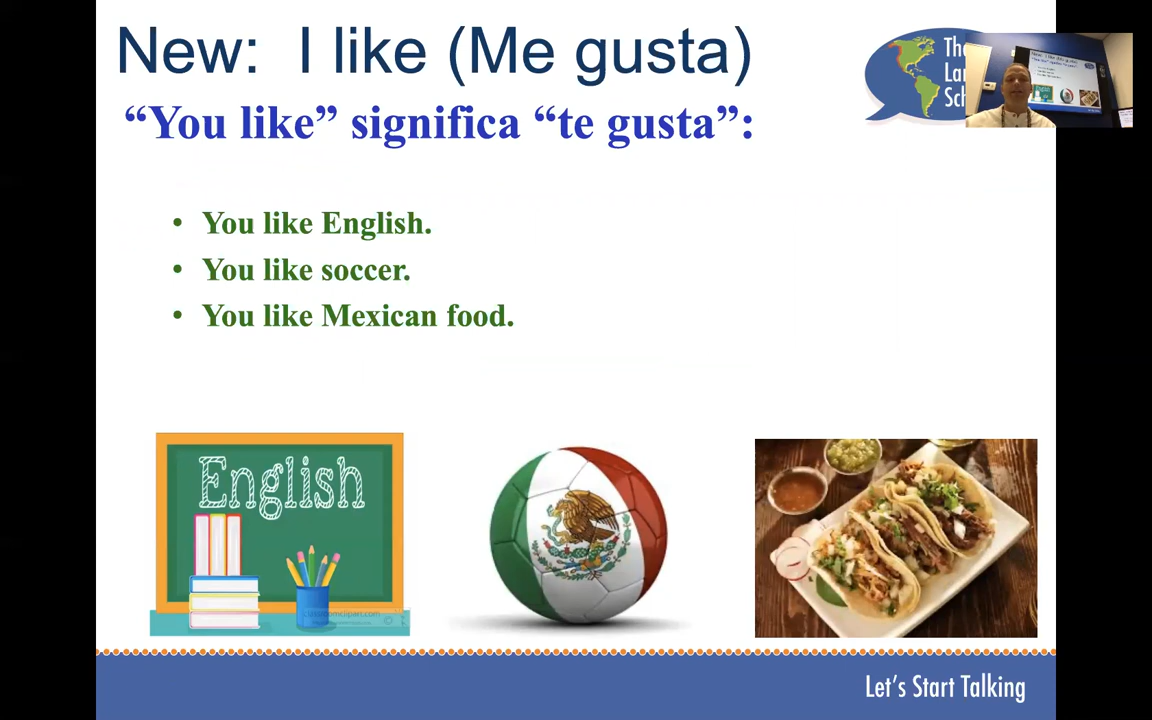 New: I like (Me gusta)
“You like” significa “te gusta”:
• You like English.
• You like soccer.
• You like Mexican food.
English
Let’s Start Talking